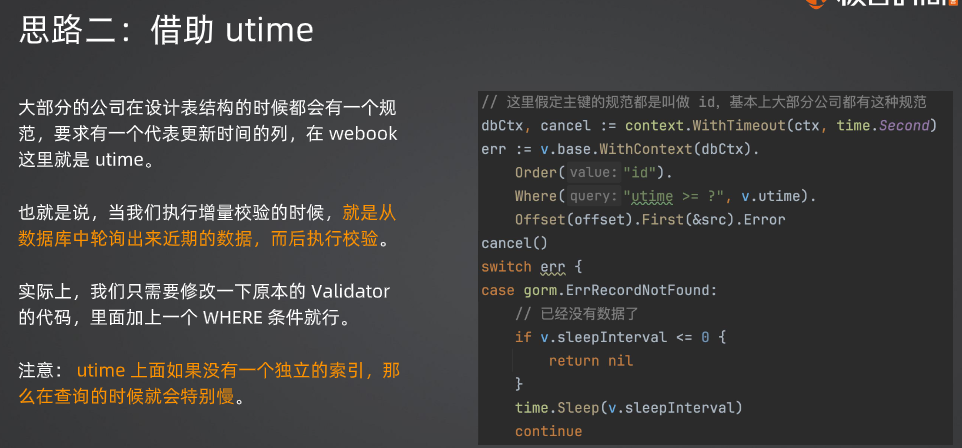 思路二：借助 utime
大部分的公司在设计表结构的时候都会有一个规
范，要求有一个代表更新时间的列，在 webook
这里就是 utime。
也就是说，当我们执行增量校验的时候，就是从
数据库中轮询出来近期的数据，而后执行校验。
实际上，我们只需要修改一下原本的 Validator
的代码，里面加上一个 WHERE 条件就行。
注意： utime 上面如果没有一个独立的索引，那
么在查询的时候就会特别慢。
// 这里假定主键的规范都是叫做 id，基本上大部分公司都有这种规范
dbCtx, cancel := context.WithTimeout(ctx, time.Second)
err := v.base.WithContext(dbCtx).
Order( value: "id").
Where( query: "utime >= ?", v.utime).
Offset(offset).First(&src).Error
cancel()
switch err {
case gorm.ErrRecordNotFound:
// 已经没有数据了
if v.sleepInterval <= 0 {
return nil
}
time.Sleep(v.sleepInterval)
continue